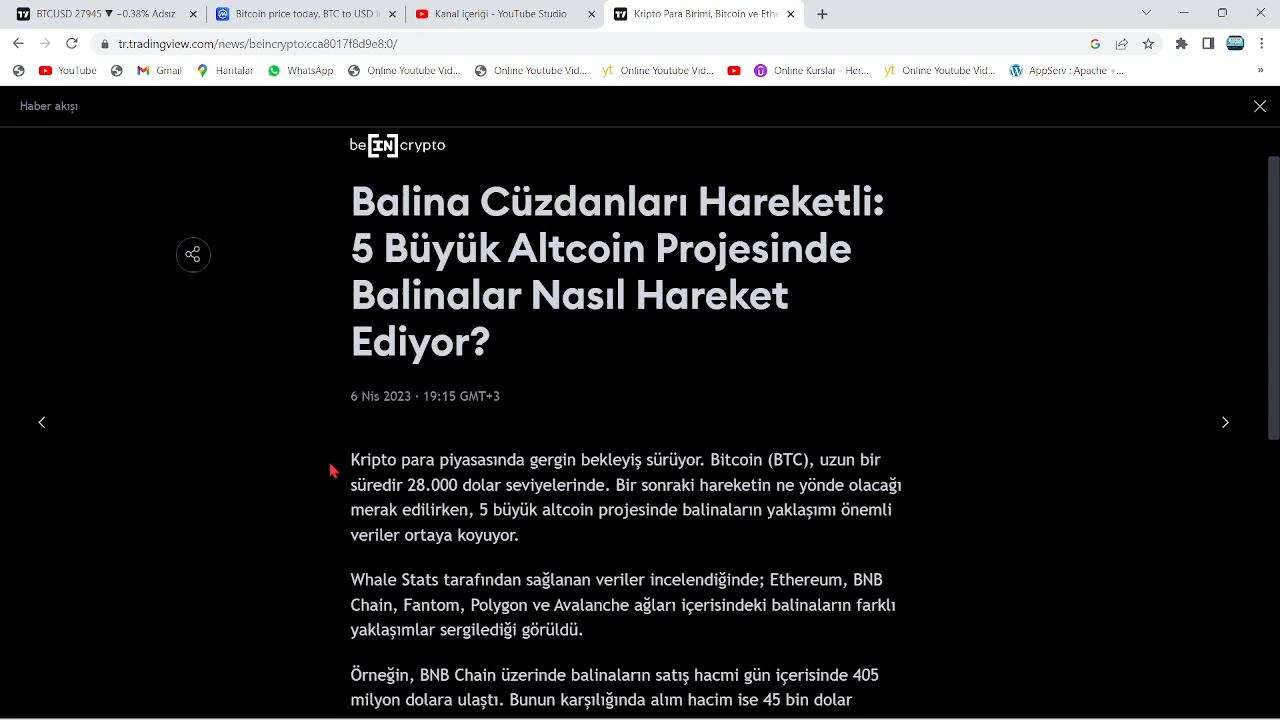 BTCUSD 27945 ▼ −0.38% Adsız
Bitcoin price today, BTC to USD li
Kanal içeriği - YouTube Studio
Kripto Para Birimi, Bitcoin ve Ethe
tr.tradingview.com/news/beincrypto:cca8017f8d9e8:0/
YouTube
Gmail
Haritalar
WhatsApp
Online Youtube Vid...
Online Youtube Vid...
Online Youtube Vid...
Online Kurslar - Her...
Online Youtube Vid...
AppServ : Apache +...
»
Haber akışı
be[IN]crypto
Balina Cüzdanları Hareketli:
5 Büyük Altcoin Projesinde
Balinalar Nasıl Hareket
Ediyor?
6 Nis 2023 · 19:15 GMT+3
Kripto para piyasasında gergin bekleyiş sürüyor. Bitcoin (BTC), uzun bir
süredir 28.000 dolar seviyelerinde. Bir sonraki hareketin ne yönde olacağı
merak edilirken, 5 büyük altcoin projesinde balinaların yaklaşımı önemli
veriler ortaya koyuyor.
Whale Stats tarafından sağlanan veriler incelendiğinde; Ethereum, BNB
Chain, Fantom, Polygon ve Avalanche ağları içerisindeki balinaların farklı
yaklaşımlar sergilediği görüldü.
Örneğin, BNB Chain üzerinde balinaların satış hacmi gün içerisinde 405
milyon dolara ulaştı. Bunun karşılığında alım hacim ise 45 bin dolar